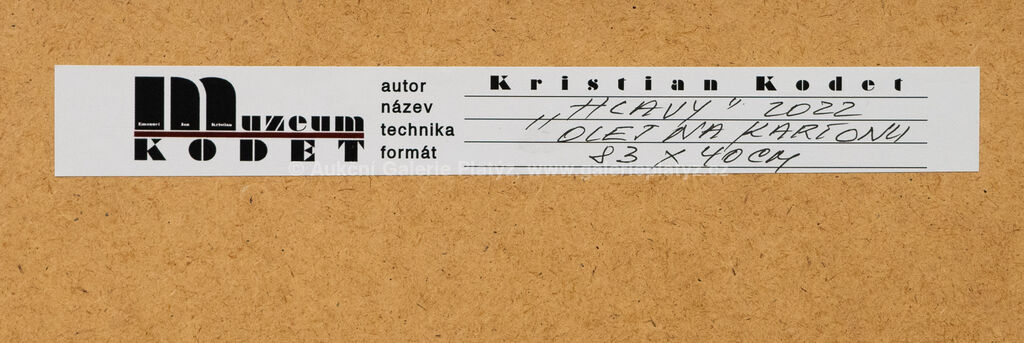 muzeum
Emanuel Jan Kristian
KODET
autor Kristian Kodet
název „HLAVY" 2022
technika OLEJ NA KARTONU
formát 83 x 40 CM
© Aukční Galerie Platýz, www.galerieplatyz.cz